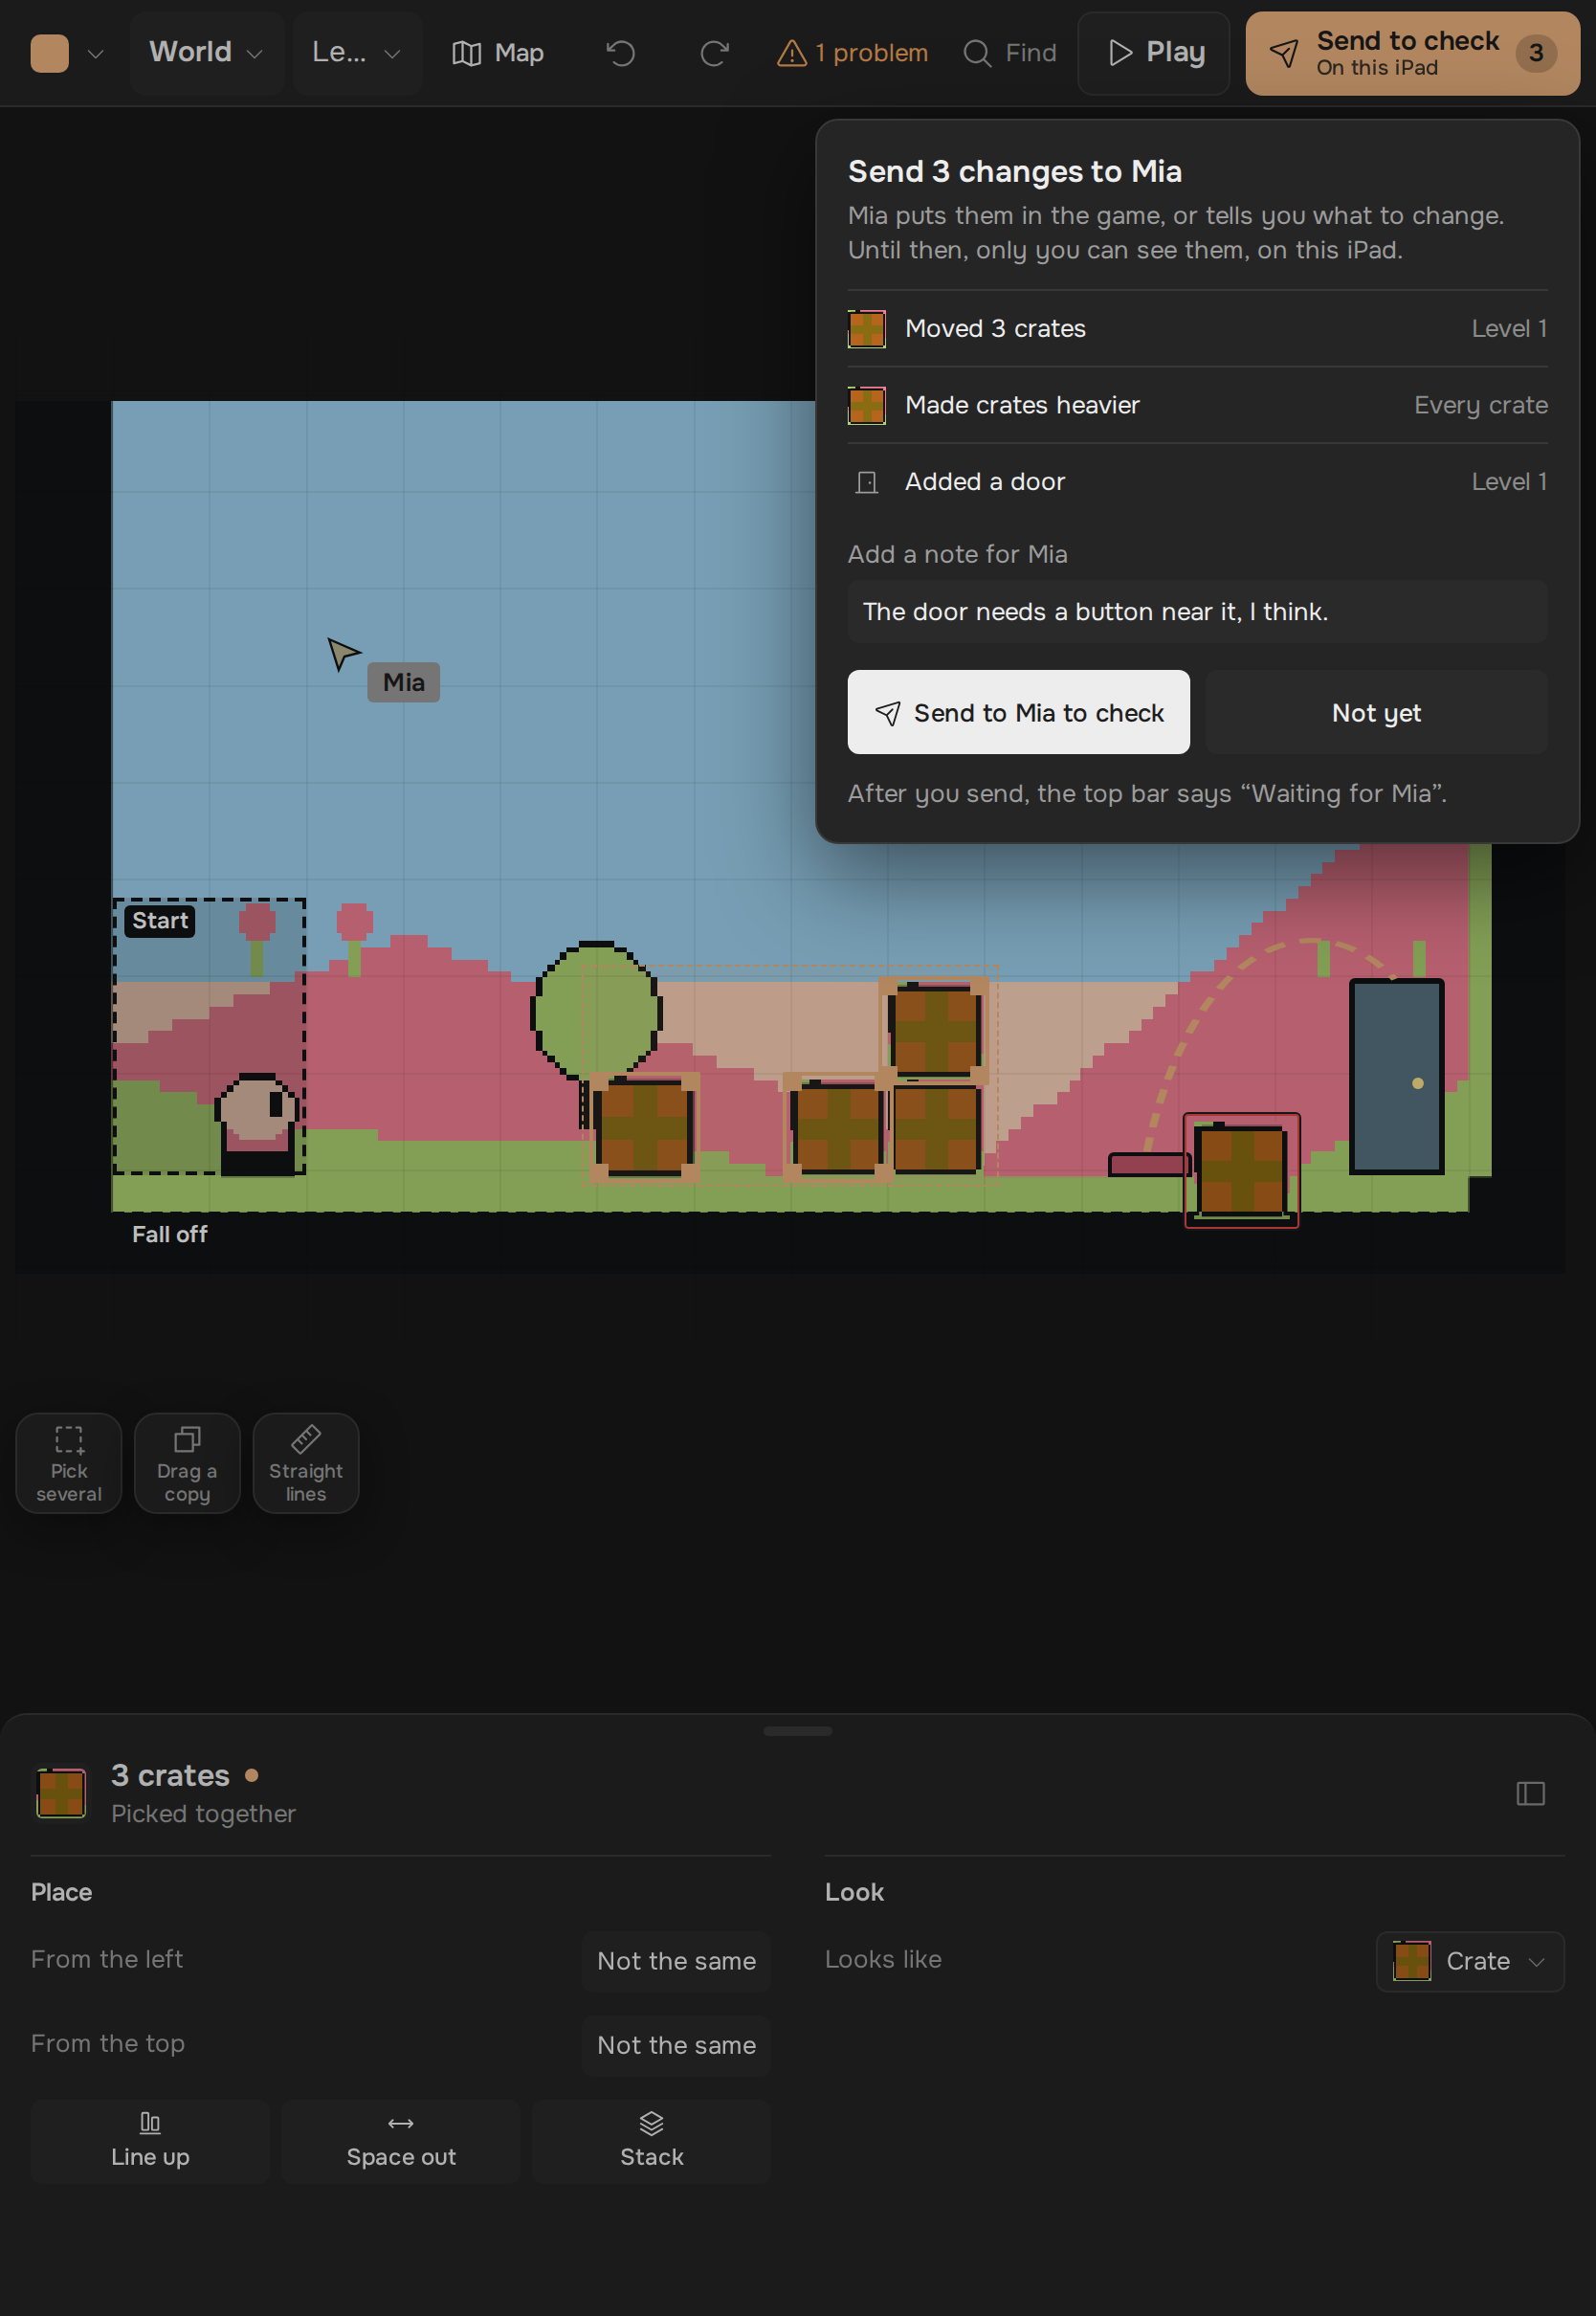 World
Le...
Map
1 problem
Find
Play
Send to check
On this iPad
3
Send 3 changes to Mia
Mia puts them in the game, or tells you what to change.
Until then, only you can see them, on this iPad.
Moved 3 crates
Level 1
Made crates heavier
Every crate
Added a door
Level 1
Add a note for Mia
The door needs a button near it, I think.
Send to Mia to check
Not yet
After you send, the top bar says “Waiting for Mia”.
Mia
Start
Fall off
Pick several
Drag a copy
Straight lines
3 crates
Picked together
Place
From the left
Not the same
From the top
Not the same
Line up
Space out
Stack
Look
Looks like
Crate